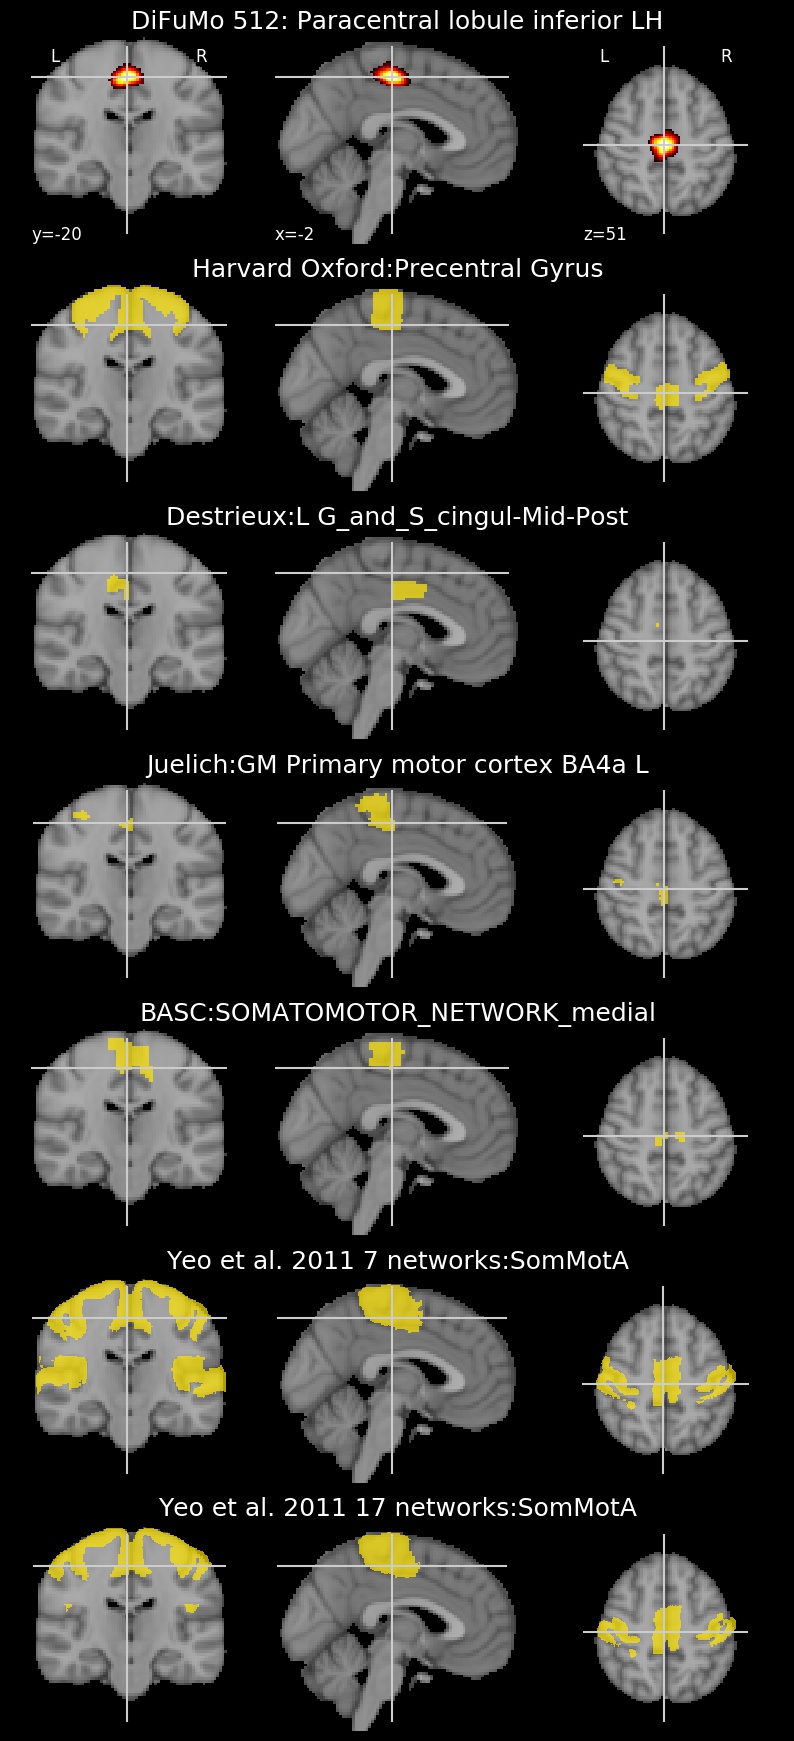 DiFuMo 512: Paracentral lobule inferior LH
L R L R
y=-20 x=-2 z=51
Harvard Oxford:Precentral Gyrus
Destrieux:L G_and_S_cingul-Mid-Post
Juelich:GM Primary motor cortex BA4a L
BASC:SOMATOMOTOR_NETWORK_medial
Yeo et al. 2011 7 networks:SomMotA
Yeo et al. 2011 17 networks:SomMotA